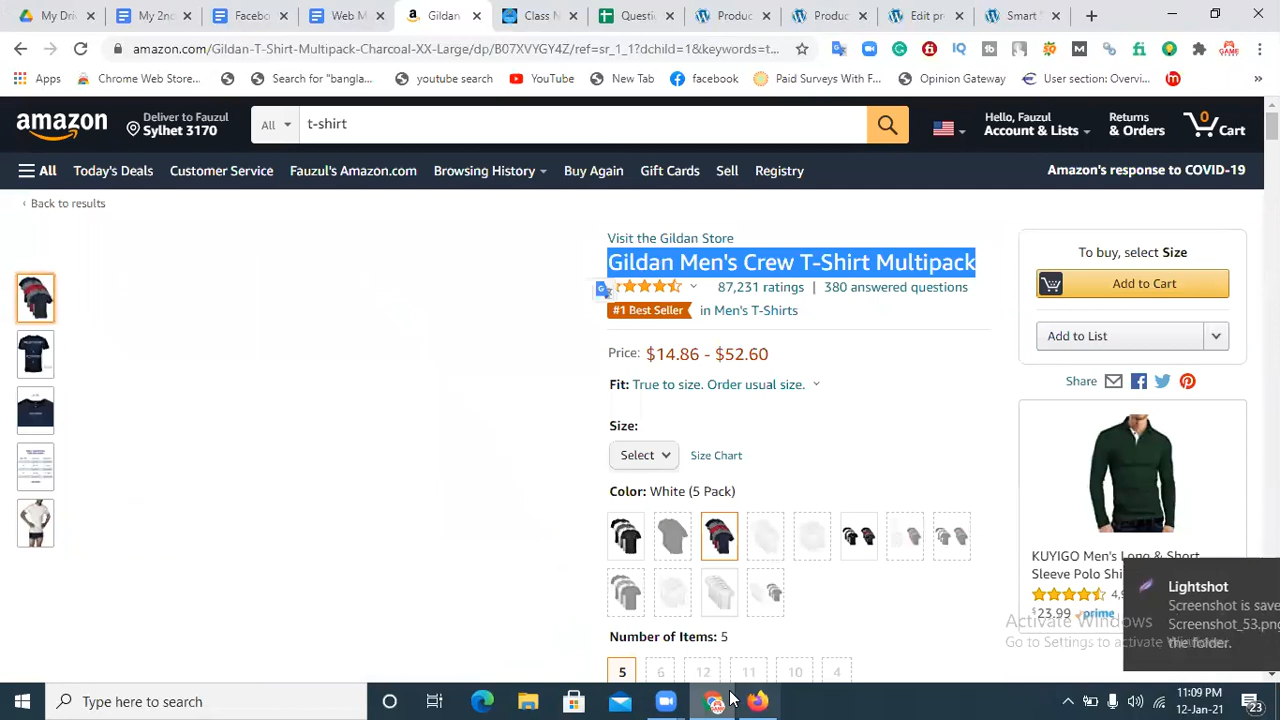 My Dri
My 2nd
Facebo
Web M
Gildan
Class N
Questi
Produc
Produc
Edit p
Smart
amazon.com/Gildan-T-Shirt-Multipack-Charcoal-XX-Large/dp/B07XVYGY4Z/ref=sr_1_1?dchild=1&keywords=t...
Apps
Chrome Web Store...
Search for "bangla...
youtube search
YouTube
New Tab
facebook
Paid Surveys With F...
Opinion Gateway
User section: Overvi...
»
amazon
Deliver to Fauzul
Sylhet 3170
All
t-shirt
Hello, Fauzul
Account & Lists
Returns
& Orders
0
Cart
All
Today's Deals
Customer Service
Fauzul's Amazon.com
Browsing History
Buy Again
Gift Cards
Sell
Registry
Amazon's response to COVID-19
‹ Back to results
Visit the Gildan Store
Gildan Men's Crew T-Shirt Multipack
87,231 ratings | 380 answered questions
#1 Best Seller in Men's T-Shirts
Price: $14.86 - $52.60
Fit: True to size. Order usual size.
Size:
Select
Size Chart
Color: White (5 Pack)
Number of Items: 5
5 6 12 11 10 4
To buy, select Size
Add to Cart
Add to List
Share
KUYIGO Men's Long & Short
Sleeve Polo Shi
4,
$23.99 prime
Lightshot
Screenshot is save
Screenshot_53.png
the folder.
Activate Windows
Go to Settings to activate
Type here to search
11:09 PM
12-Jan-21
23